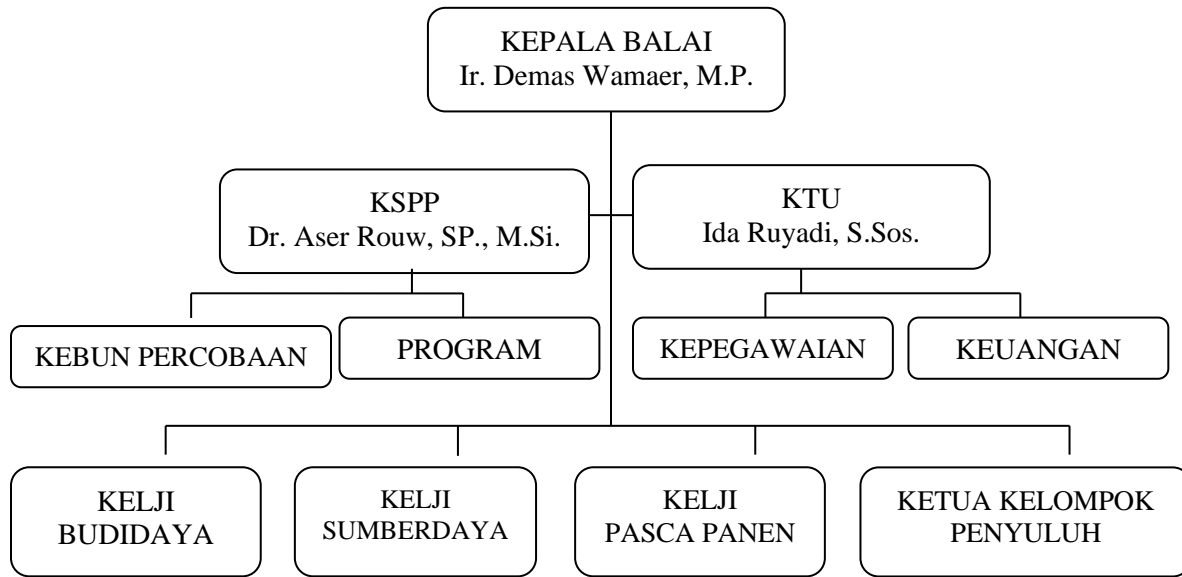 KEPALA BALAI
Ir. Demas Wamaer, M.P.
KSPP
Dr. Aser Rouw, SP., M.Si.
KTU
Ida Ruyadi, S.Sos.
KEBUN PERCOBAAN
PROGRAM
KEPEGAWAIAN
KEUANGAN
KELJI
BUDIDAYA
KELJI
SUMBERDAYA
KELJI
PASCA PANEN
KETUA KELOMPOK
PENYULUH